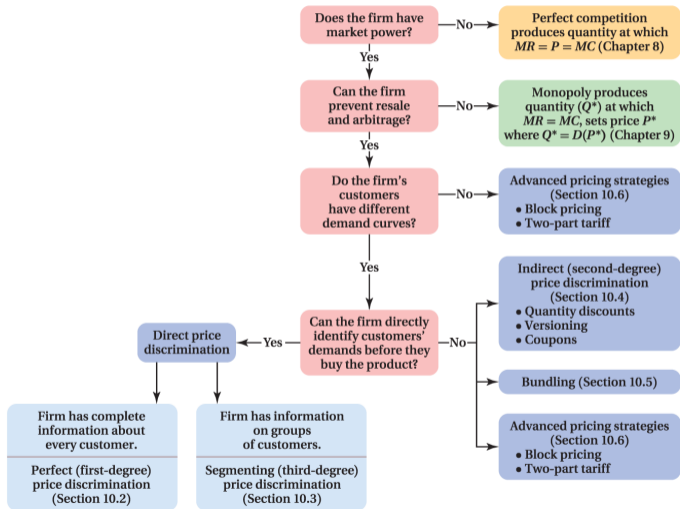 Does the firm have
market power?
No
Perfect competition
produces quantity at which
MR = P = MC (Chapter 8)
Yes
Can the firm
prevent resale
and arbitrage?
No
Monopoly produces
quantity (Q*) at which
MR = MC, sets price P*
where Q* = D(P*) (Chapter 9)
Yes
Do the firm's
customers
have different
demand curves?
No
Advanced pricing strategies
(Section 10.6)
• Block pricing
• Two-part tariff
Yes
Can the firm directly
identify customers'
demands before they
buy the product?
No
Indirect (second-degree)
price discrimination
(Section 10.4)
• Quantity discounts
• Versioning
• Coupons
Bundling (Section 10.5)
Advanced pricing strategies
(Section 10.6)
• Block pricing
• Two-part tariff
Yes
Direct price
discrimination
Firm has complete
information about
every customer.
Perfect (first-degree)
price discrimination
(Section 10.2)
Firm has information
on groups
of customers.
Segmenting (third-degree)
price discrimination
(Section 10.3)